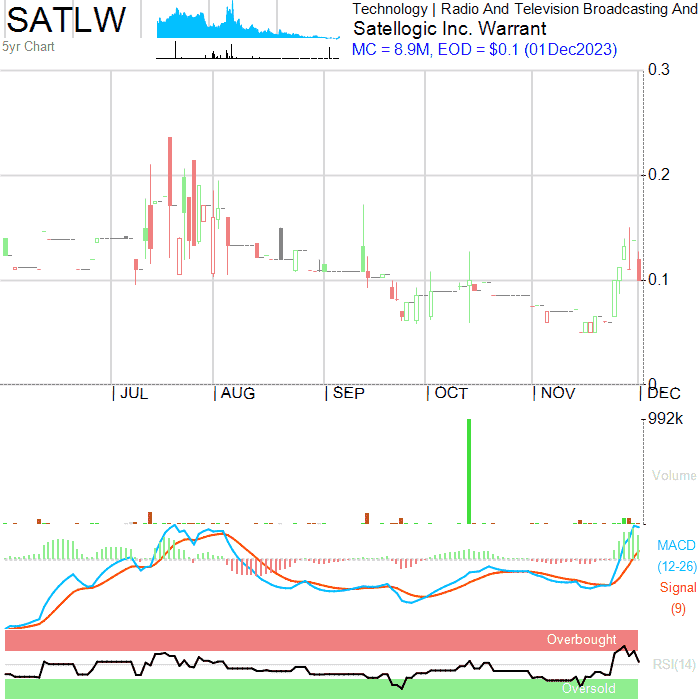 SATLW
5yr Chart
Technology | Radio And Television Broadcasting And
Satellogic Inc. Warrant
MC = 8.9M, EOD = $0.1 (01Dec2023)
0.3
0.2
0.1
0
JUL
AUG
SEP
OCT
NOV
DEC
992k
Volume
MACD
(12-26)
Signal
(9)
Overbought
RSI(14)
Oversold